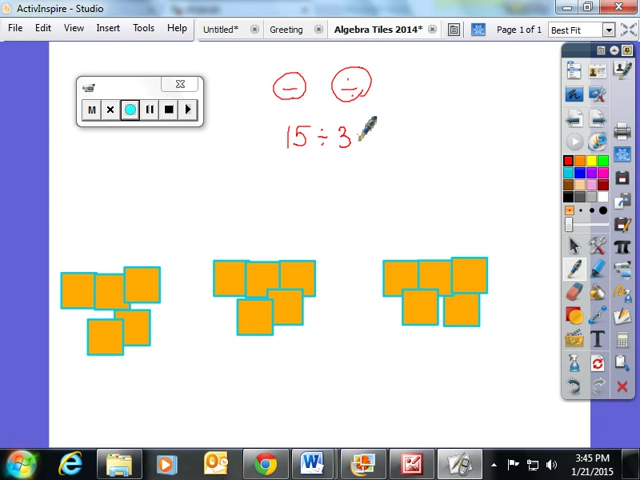 ActivInspire - Studio
File Edit View Insert Tools Help
Untitled* Greeting Algebra Tiles 2014* Page 1 of 1 Best Fit
M
− ÷
15 ÷ 3
T
3:45 PM
1/21/2015